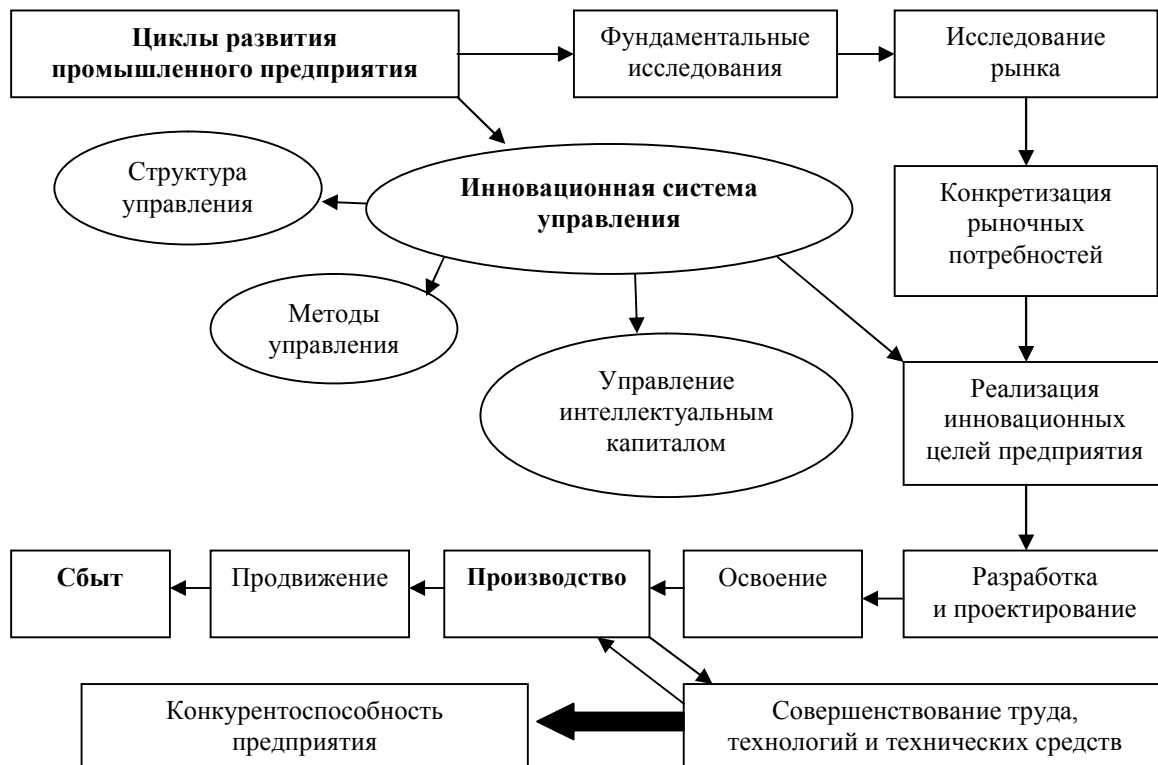 Циклы развития
промышленного предприятия
Фундаментальные
исследования
Исследование
рынка
Структура
управления
Инновационная система
управления
Конкретизация
рыночных
потребностей
Методы
управления
Управление
интеллектуальным
капиталом
Реализация
инновационных
целей предприятия
Сбыт
Продвижение
Производство
Освоение
Разработка
и проектирование
Конкурентоспособность
предприятия
Совершенствование труда,
технологий и технических средств